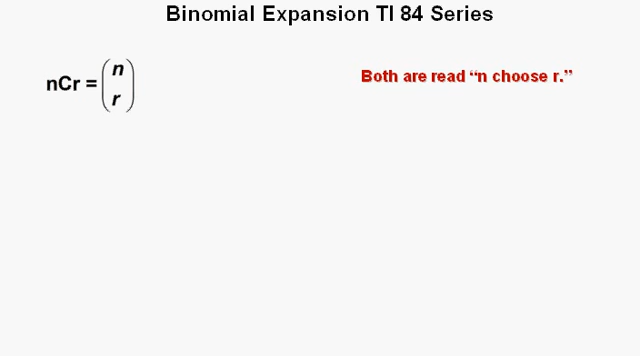 Binomial Expansion TI 84 Series
nCr = (n r)
Both are read “n choose r.”